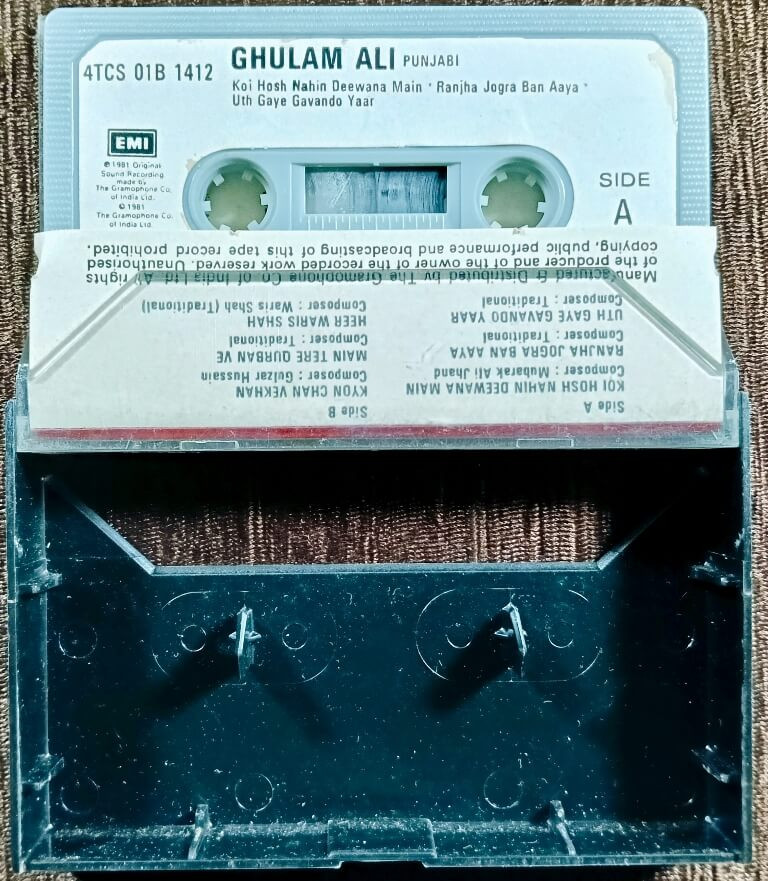 4TCS 01B 1412
GHULAM ALI PUNJABI
Koi Hosh Nahin Deewana Main * Ranjha Jogra Ban Aaya *
Uth Gaye Gavando Yaar
EMI
℗ 1981 Original
Sound Recording
made by
The Gramophone Co.
of India Ltd.
© 1981
The Gramophone Co.
of India Ltd.
SIDE
A
Side A
KOI HOSH NAHIN DEEWANA MAIN
Composer : Mubarak Ali Jhand
RANJHA JOGRA BAN AAYA
Composer : Traditional
UTH GAYE GAVANDO YAAR
Composer : Traditional
Side B
KYON CHAN VEKHAN
Composer : Gulzar Hussain
MAIN TERE QURBAN VE
Composer : Traditional
HEER WARIS SHAH
Composer : Waris Shah (Traditional)
Manufactured & Distributed by The Gramophone Co of India Ltd. All rights
of the producer and of the owner of the recorded work reserved. Unauthorised
copying, public performance and broadcasting of this tape record prohibited.